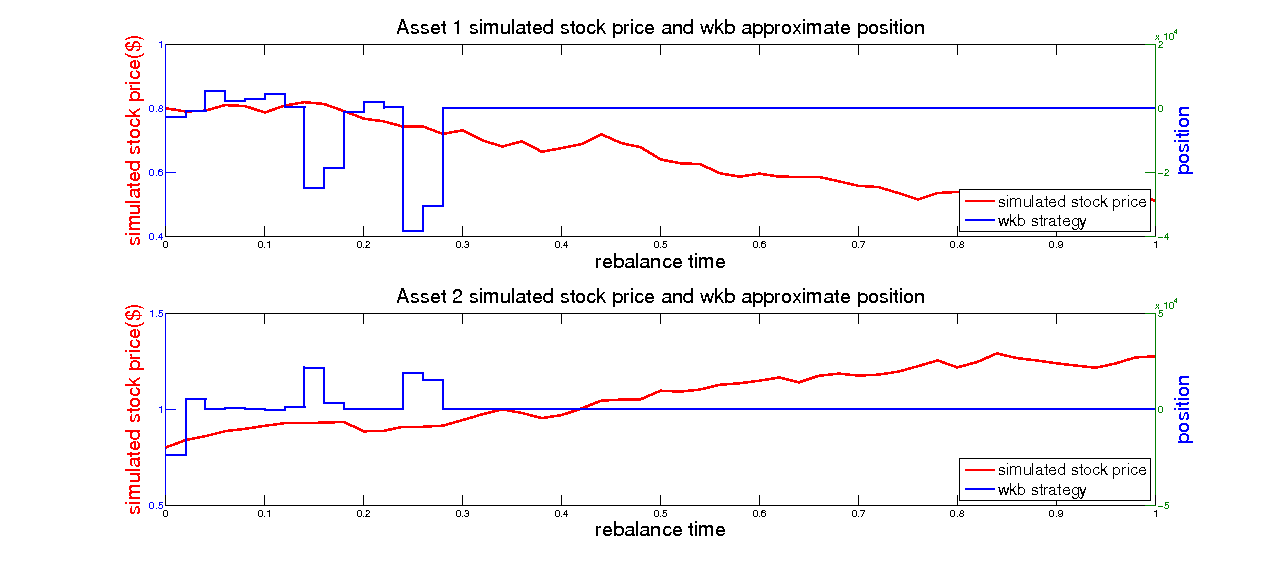 Asset 1 simulated stock price and wkb approximate position
x 10^4
1
0.8
0.6
0.4
2
0
-2
-4
simulated stock price($)
position
simulated stock price
wkb strategy
0 0.1 0.2 0.3 0.4 0.5 0.6 0.7 0.8 0.9 1
rebalance time
Asset 2 simulated stock price and wkb approximate position
x 10^4
1.5
1
0.5
5
0
-5
simulated stock price($)
position
simulated stock price
wkb strategy
0 0.1 0.2 0.3 0.4 0.5 0.6 0.7 0.8 0.9 1
rebalance time